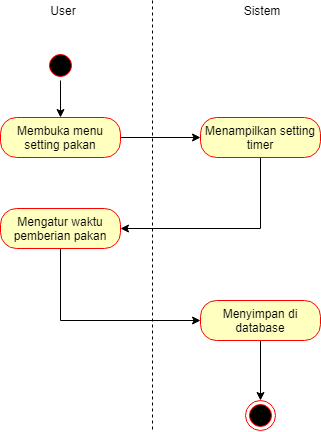 User
Sistem
Membuka menu
setting pakan
Menampilkan setting
timer
Mengatur waktu
pemberian pakan
Menyimpan di
database